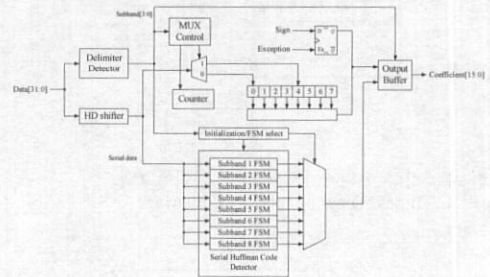 Subband[3:0]
MUX
Control
Sign
Exception
Delimiter
Detector
1
0
Output
Buffer
Coefficient[15:0]
Data[31:0]
0 1 2 3 4 5 6 7
Counter
HD shifter
Initialization/FSM select
Serial data
Subband 1 FSM
Subband 2 FSM
Subband 3 FSM
Subband 4 FSM
Subband 5 FSM
Subband 6 FSM
Subband 7 FSM
Subband 8 FSM
Serial Huffman Code
Detector